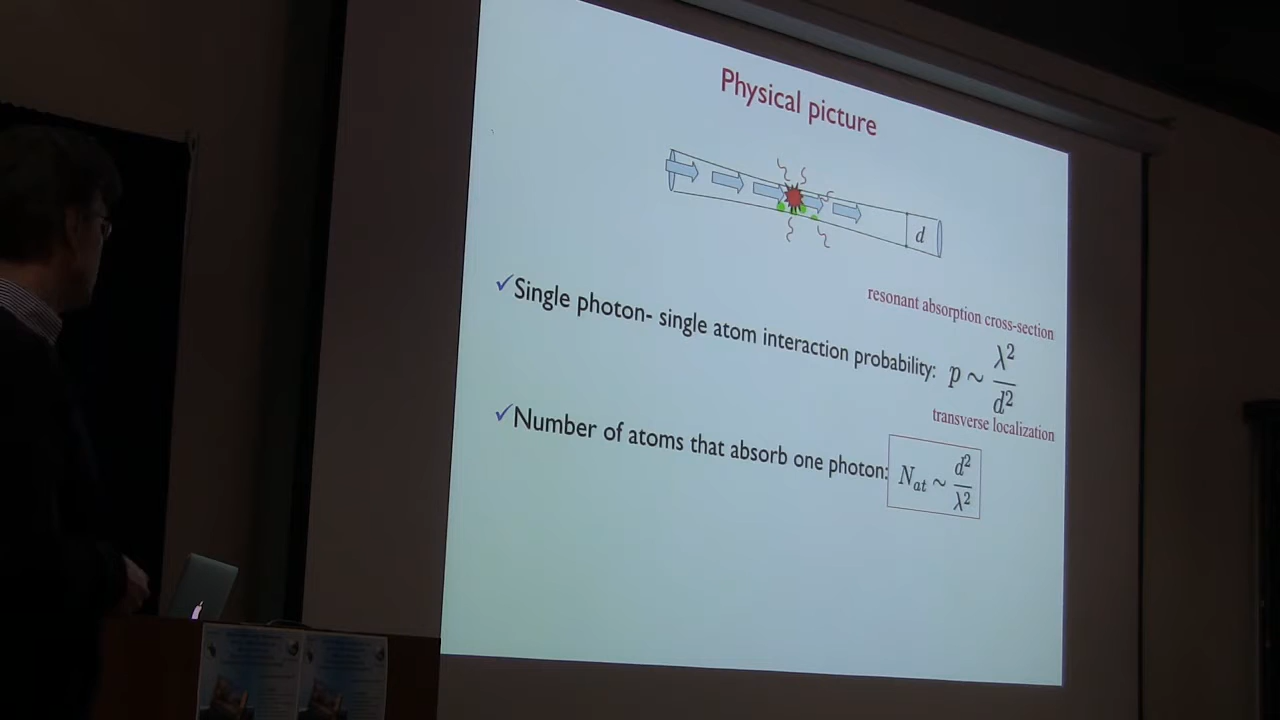 Physical picture
d
resonant absorption cross-section
✓Single photon- single atom interaction probability: p ~ λ²/d²
transverse localization
✓Number of atoms that absorb one photon: N_at ~ d²/λ²